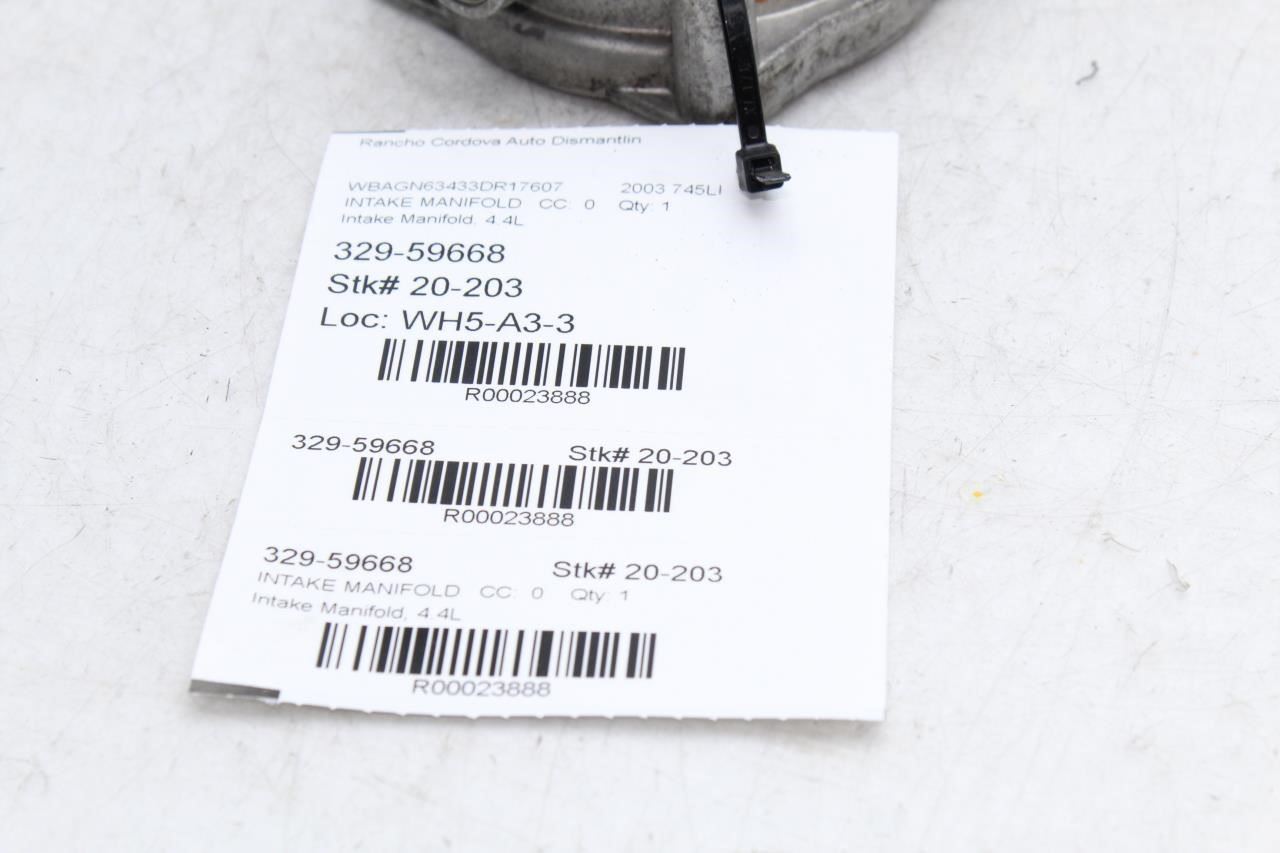 Rancho Cordova Auto Dismantlin
WBAGN63433DR17607 2003 745LI
INTAKE MANIFOLD CC: 0 Qty: 1
Intake Manifold, 4.4L
329-59668
Stk# 20-203
Loc: WH5-A3-3
R00023888
329-59668 Stk# 20-203
R00023888
329-59668 Stk# 20-203
INTAKE MANIFOLD CC: 0 Qty: 1
Intake Manifold, 4.4L
R00023888